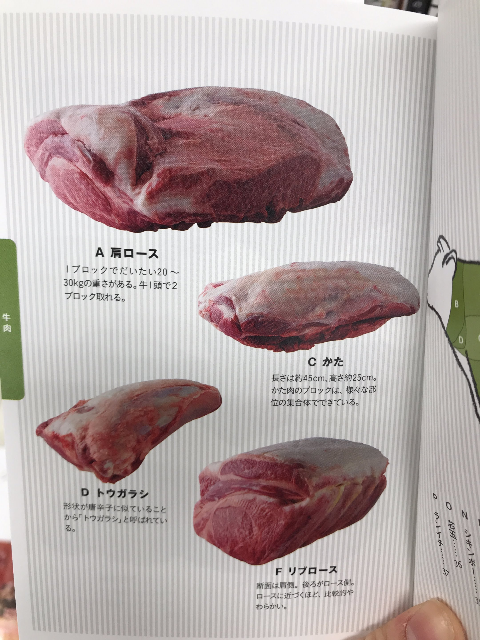 A 肩ロース
1ブロックでだいたい20〜
30kgの重さがある。牛1頭で2
ブロック取れる。
C かた
長さは約45cm、高さ約25cm。
かた肉のブロックは、様々な部
位の集合体でできている。
D トウガラシ
形状が唐辛子に似ていること
から「トウガラシ」と呼ばれてい
る。
F リブロース
断面は肩側。後ろがロース側。
ロースに近づくほど、比較的や
わらかい。
牛肉
B
D